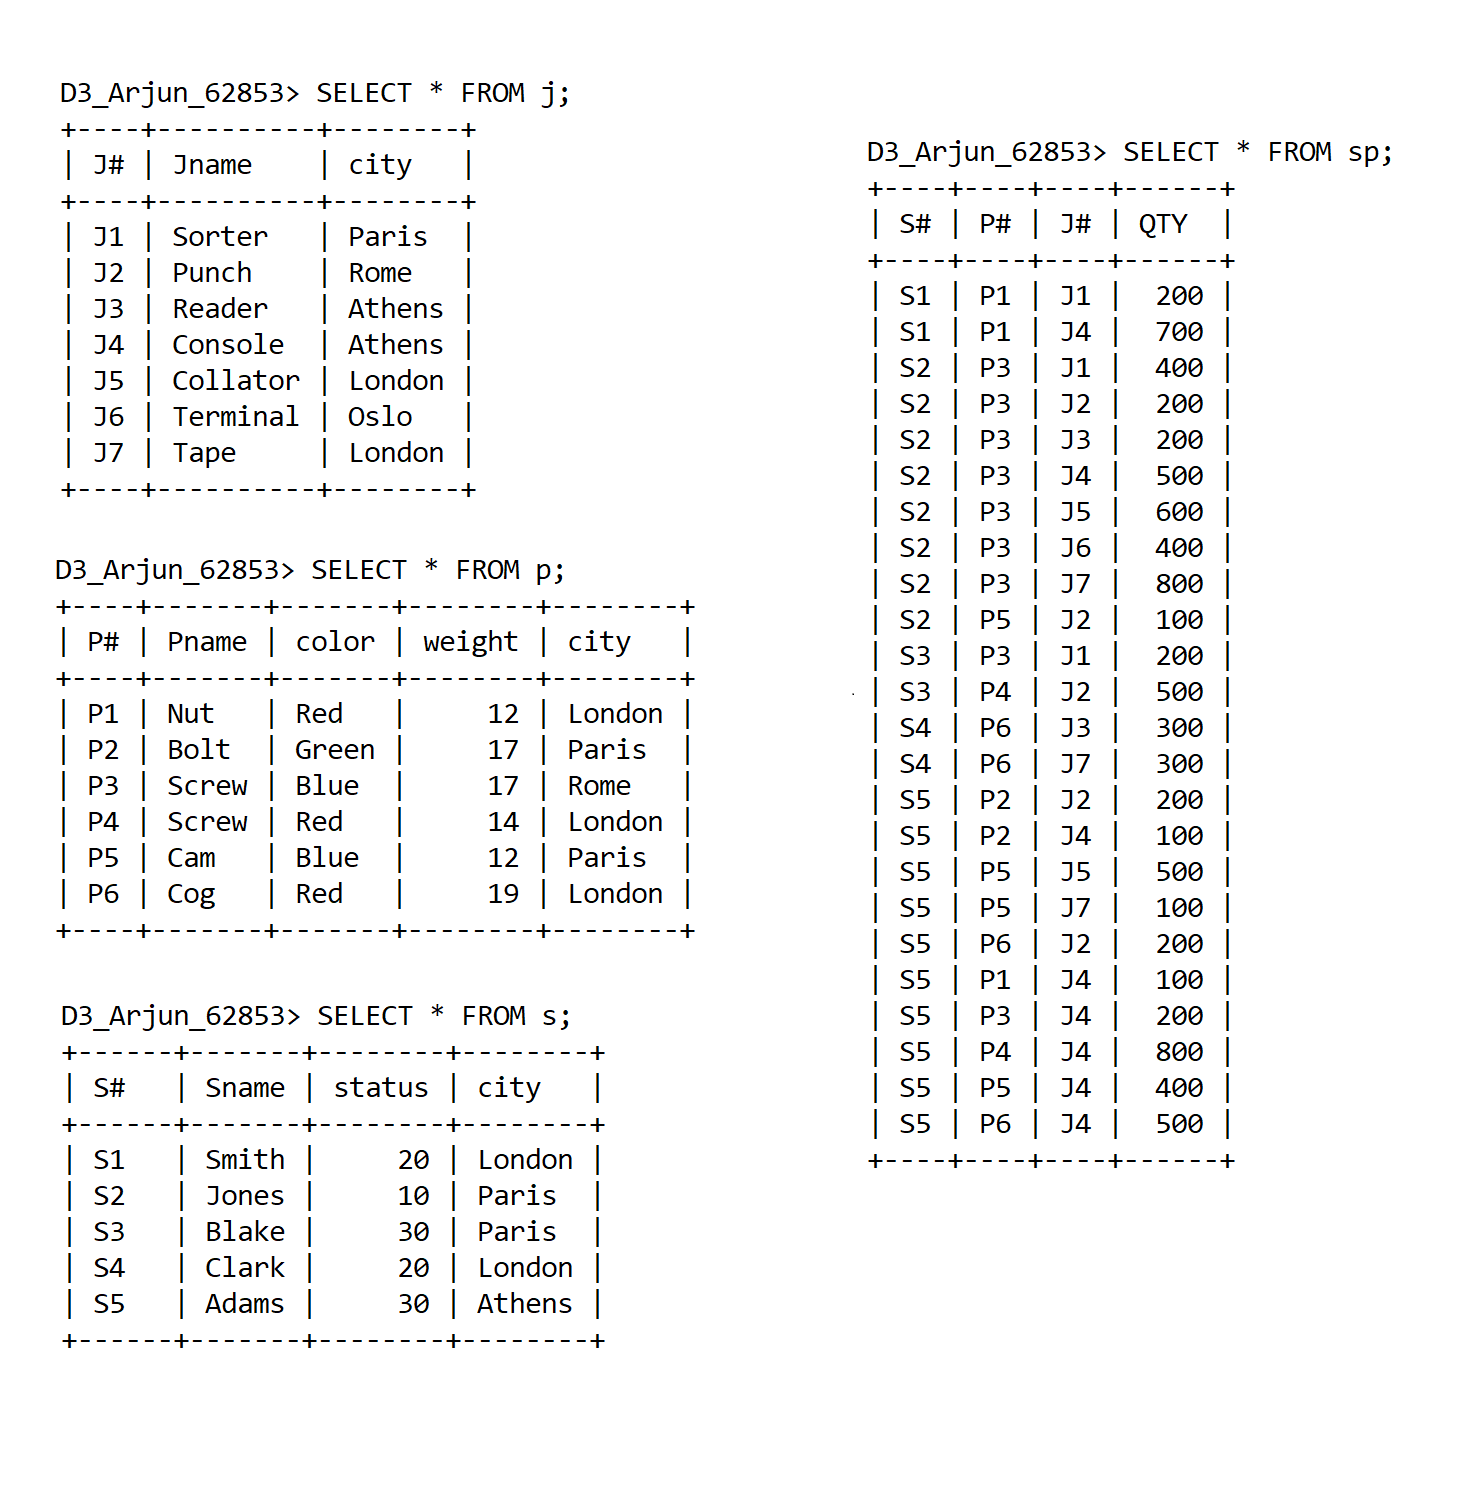 D3_Arjun_62853> SELECT * FROM j;
+----+----------+--------+
| J# | Jname    | city   |
+----+----------+--------+
| J1 | Sorter   | Paris  |
| J2 | Punch    | Rome   |
| J3 | Reader   | Athens |
| J4 | Console  | Athens |
| J5 | Collator | London |
| J6 | Terminal | Oslo   |
| J7 | Tape     | London |
+----+----------+--------+
D3_Arjun_62853> SELECT * FROM p;
+----+-------+-------+--------+--------+
| P# | Pname | color | weight | city   |
+----+-------+-------+--------+--------+
| P1 | Nut   | Red   |     12 | London |
| P2 | Bolt  | Green |     17 | Paris  |
| P3 | Screw | Blue  |     17 | Rome   |
| P4 | Screw | Red   |     14 | London |
| P5 | Cam   | Blue  |     12 | Paris  |
| P6 | Cog   | Red   |     19 | London |
+----+-------+-------+--------+--------+
D3_Arjun_62853> SELECT * FROM s;
+------+-------+--------+--------+
| S#   | Sname | status | city   |
+------+-------+--------+--------+
| S1   | Smith |     20 | London |
| S2   | Jones |     10 | Paris  |
| S3   | Blake |     30 | Paris  |
| S4   | Clark |     20 | London |
| S5   | Adams |     30 | Athens |
+------+-------+--------+--------+
D3_Arjun_62853> SELECT * FROM sp;
+----+----+----+------+
| S# | P# | J# | QTY  |
+----+----+----+------+
| S1 | P1 | J1 |  200 |
| S1 | P1 | J4 |  700 |
| S2 | P3 | J1 |  400 |
| S2 | P3 | J2 |  200 |
| S2 | P3 | J3 |  200 |
| S2 | P3 | J4 |  500 |
| S2 | P3 | J5 |  600 |
| S2 | P3 | J6 |  400 |
| S2 | P3 | J7 |  800 |
| S2 | P5 | J2 |  100 |
| S3 | P3 | J1 |  200 |
| S3 | P4 | J2 |  500 |
| S4 | P6 | J3 |  300 |
| S4 | P6 | J7 |  300 |
| S5 | P2 | J2 |  200 |
| S5 | P2 | J4 |  100 |
| S5 | P5 | J5 |  500 |
| S5 | P5 | J7 |  100 |
| S5 | P6 | J2 |  200 |
| S5 | P1 | J4 |  100 |
| S5 | P3 | J4 |  200 |
| S5 | P4 | J4 |  800 |
| S5 | P5 | J4 |  400 |
| S5 | P6 | J4 |  500 |
+----+----+----+------+